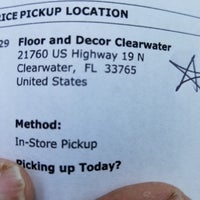 RICE PICKUP LOCATION
29 Floor and Decor Clearwater
21760 US Highway 19 N
Clearwater, FL 33765
United States
Method:
In-Store Pickup
Picking up Today?